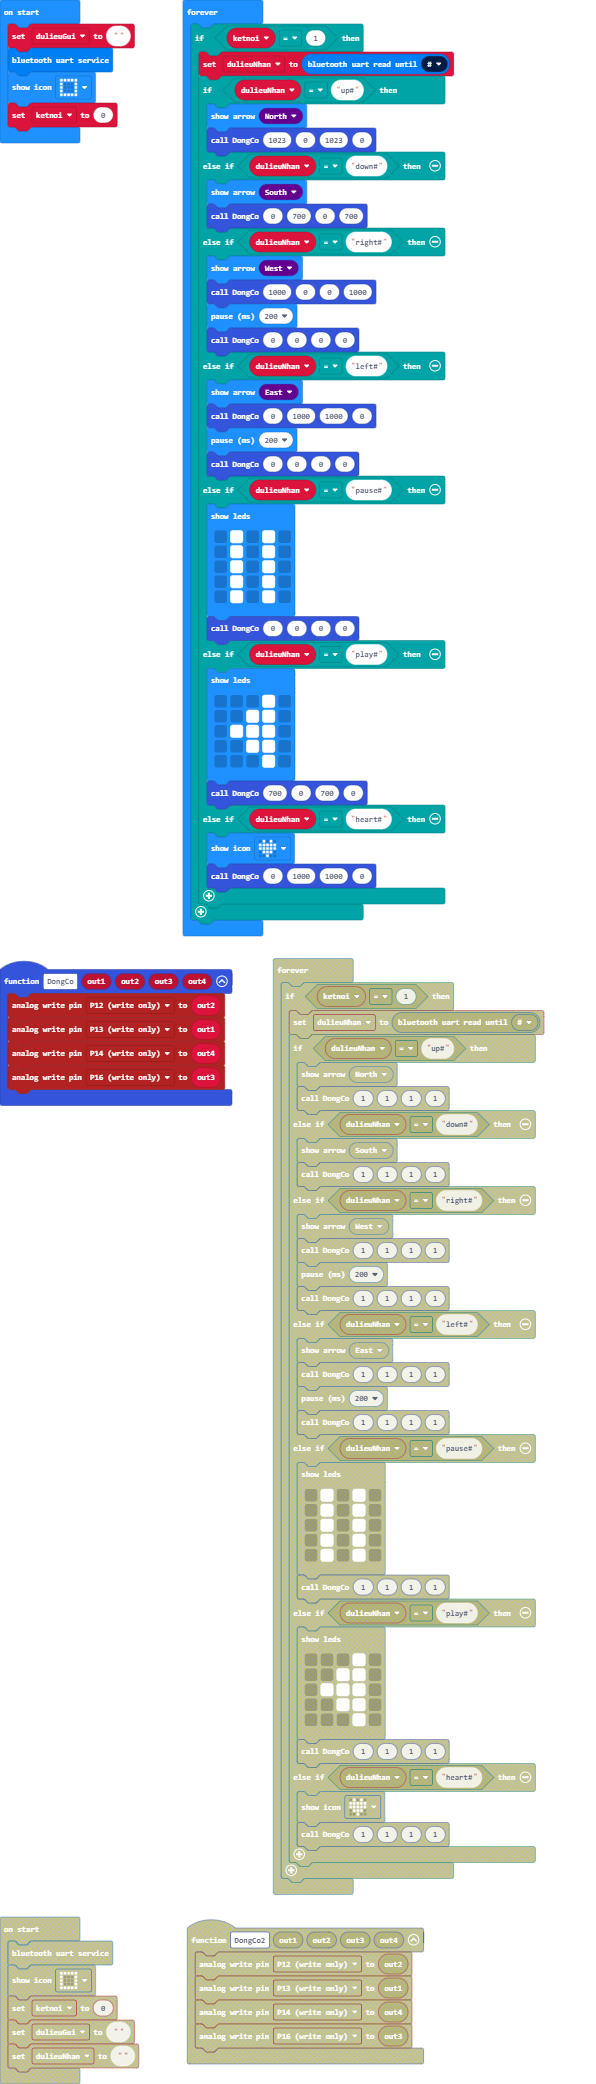 on start
set dulieuGui to " "
bluetooth uart service
show icon
set ketnoi to 0
forever
if ketnoi = 1 then
set dulieuNhan to bluetooth uart read until #
if dulieuNhan = "up#" then
show arrow North
call DongCo 1023 0 1023 0
else if dulieuNhan = "down#" then
show arrow South
call DongCo 0 700 0 700
else if dulieuNhan = "right#" then
show arrow West
call DongCo 1000 0 0 1000
pause (ms) 200
call DongCo 0 0 0 0
else if dulieuNhan = "left#" then
show arrow East
call DongCo 0 1000 1000 0
pause (ms) 200
call DongCo 0 0 0 0
else if dulieuNhan = "pause#" then
show leds
call DongCo 0 0 0 0
else if dulieuNhan = "play#" then
show leds
call DongCo 700 0 700 0
else if dulieuNhan = "heart#" then
show icon
call DongCo 0 1000 1000 0
function DongCo out1 out2 out3 out4
analog write pin P12 (write only) to out2
analog write pin P13 (write only) to out1
analog write pin P14 (write only) to out4
analog write pin P16 (write only) to out3
forever
if ketnoi = 1 then
set dulieuNhan to bluetooth uart read until #
if dulieuNhan = "up#" then
show arrow North
call DongCo 1 1 1 1
else if dulieuNhan = "down#" then
show arrow South
call DongCo 1 1 1 1
else if dulieuNhan = "right#" then
show arrow West
call DongCo 1 1 1 1
pause (ms) 200
call DongCo 1 1 1 1
else if dulieuNhan = "left#" then
show arrow East
call DongCo 1 1 1 1
pause (ms) 200
call DongCo 1 1 1 1
else if dulieuNhan = "pause#" then
show leds
call DongCo 1 1 1 1
else if dulieuNhan = "play#" then
show leds
call DongCo 1 1 1 1
else if dulieuNhan = "heart#" then
show icon
call DongCo 1 1 1 1
on start
bluetooth uart service
show icon
set ketnoi to 0
set dulieuGui to " "
set dulieuNhan to " "
function DongCo2 out1 out2 out3 out4
analog write pin P12 (write only) to out2
analog write pin P13 (write only) to out1
analog write pin P14 (write only) to out4
analog write pin P16 (write only) to out3